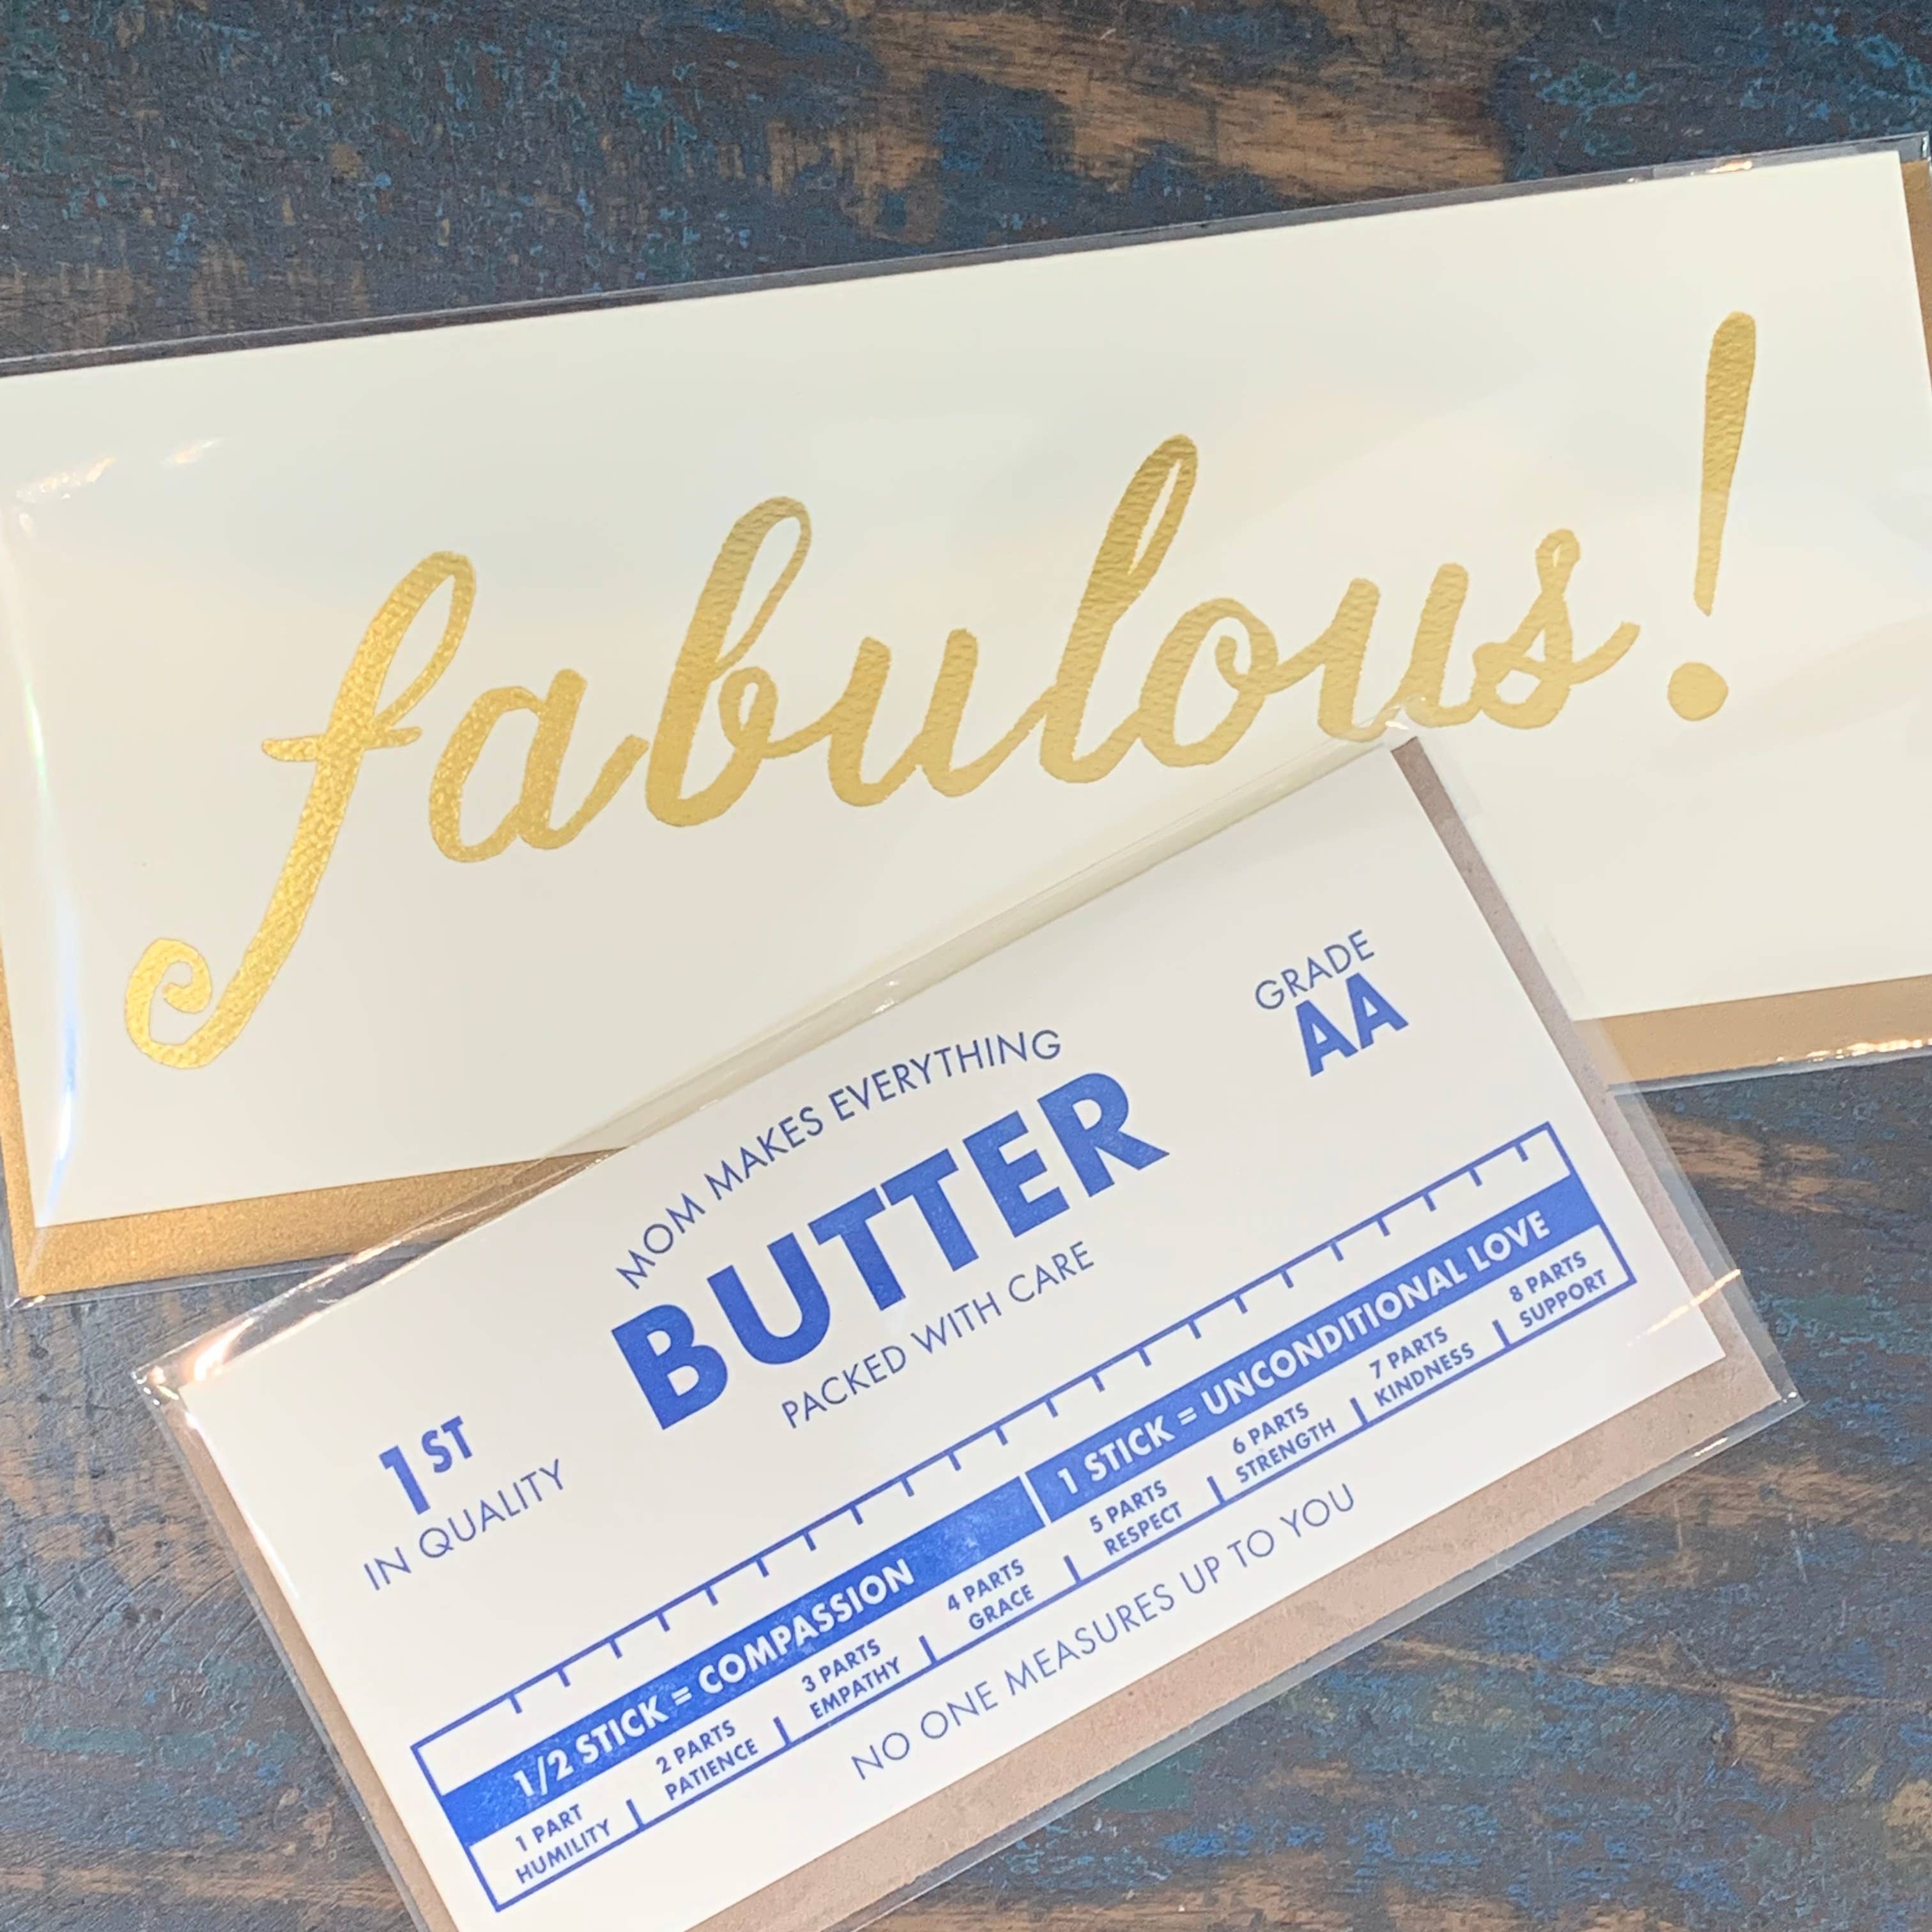 fabulous!
MOM MAKES EVERYTHING
BUTTER
PACKED WITH CARE
GRADE
AA
1ST
IN QUALITY
1/2 STICK = COMPASSION
1 STICK = UNCONDITIONAL LOVE
1 PART
HUMILITY
2 PARTS
PATIENCE
3 PARTS
EMPATHY
4 PARTS
GRACE
5 PARTS
RESPECT
6 PARTS
STRENGTH
7 PARTS
KINDNESS
8 PARTS
SUPPORT
NO ONE MEASURES UP TO YOU